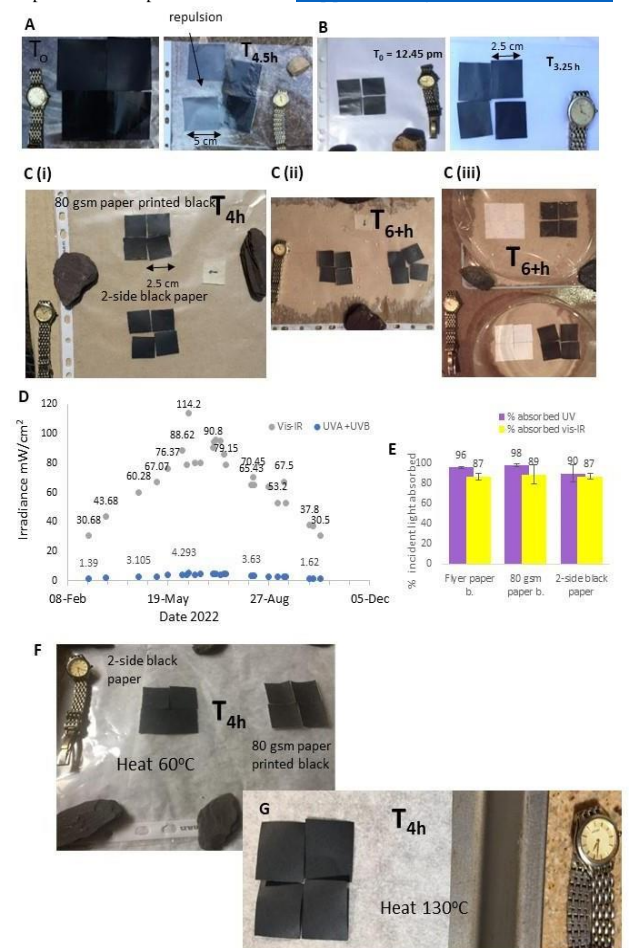 repulsion
A
T0
T4.5h
5 cm
B
T0 = 12.45 pm
2.5 cm
T3.25 h
C (i)
80 gsm paper printed black
T4h
2.5 cm
2-side black paper
C (ii)
T6+h
C (iii)
T6+h
D
Irradiance mW/cm2
120
100
80
60
40
20
0
114.2
88.62
76.37
67.07
60.28
43.68
30.68
90.8
79.15
70.45
65.43
67.5
53.2
37.8
30.5
1.39
3.105
4.293
3.63
1.62
Vis-IR
UVA+UVB
08-Feb
19-May
27-Aug
05-Dec
Date 2022
E
% absorbed UV
% absorbed vis-IR
% incident light absorbed
100
80
60
40
20
0
96
87
98
89
90
87
Flyer paper b.
80 gsm paper b.
2-side black paper
F
2-side black
paper
T4h
80 gsm paper
printed black
Heat 60oC
G
T4h
Heat 130oC